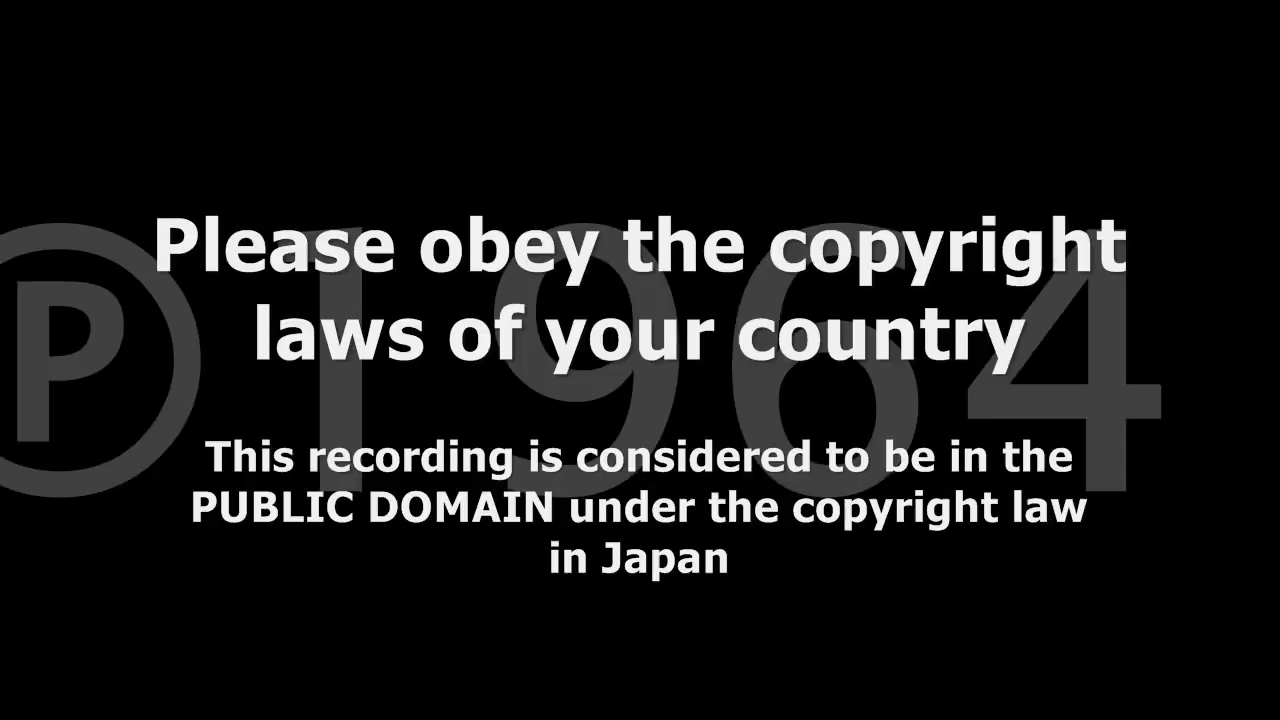 ℗1964
Please obey the copyright
laws of your country
This recording is considered to be in the
PUBLIC DOMAIN under the copyright law
in Japan